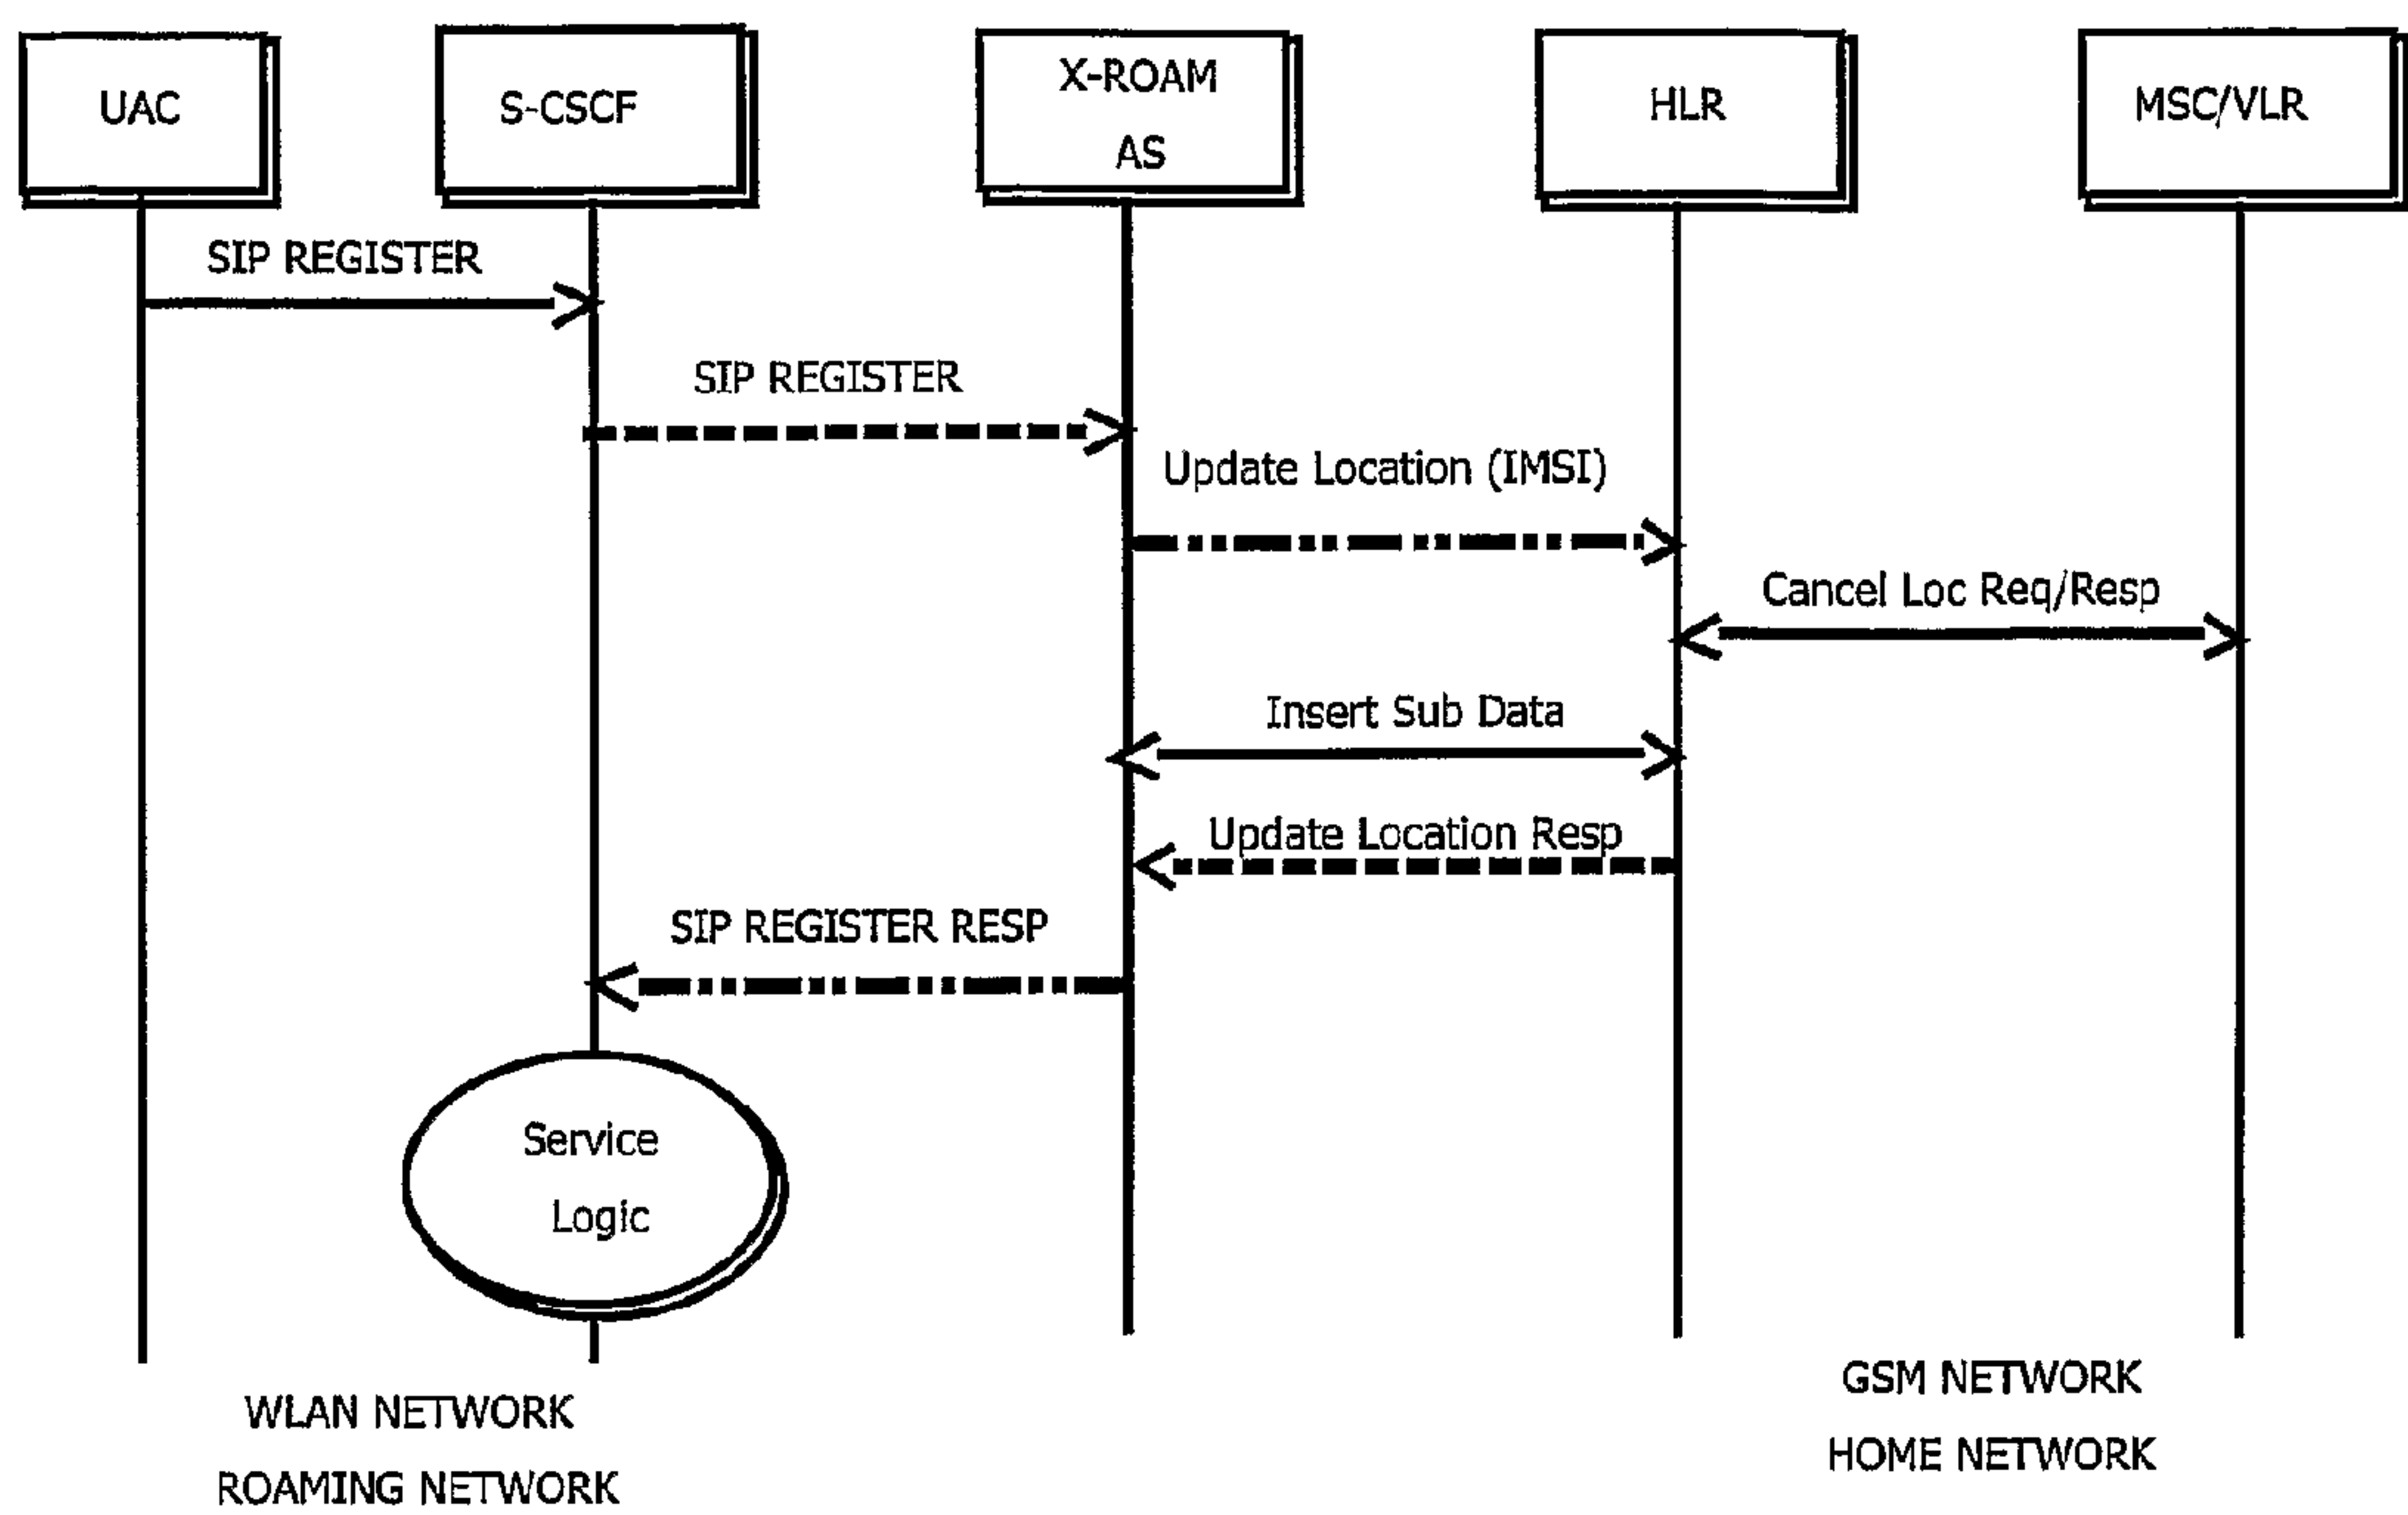 UAC
S-CSCF
X-ROAM
AS
HLR
MSC/VLR
SIP REGISTER
SIP REGISTER
Update Location (IMSI)
Cancel Loc Req/Resp
Insert Sub Data
Update Location Resp
SIP REGISTER RESP
Service
Logic
WLAN NETWORK
ROAMING NETWORK
GSM NETWORK
HOME NETWORK